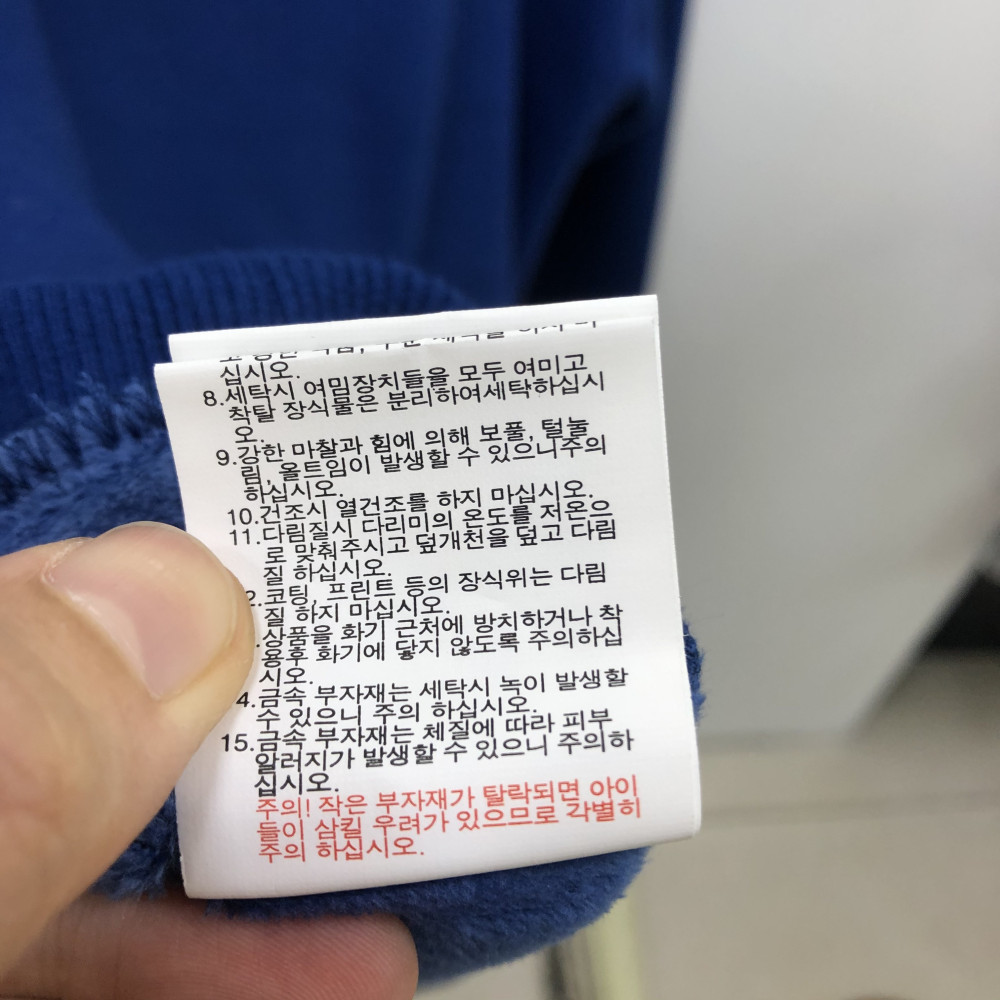 십시오.
8.세탁시 여밈장치들을 모두 여미고
착탈 장식물은 분리하여세탁하십시
오.
9.강한 마찰과 힘에 의해 보풀, 털눌
림, 올트임이 발생할 수 있으니주의
하십시오.
10.건조시 열건조를 하지 마십시오.
11.다림질시 다리미의 온도를 저온으
로 맞춰주시고 덮개천을 덮고 다림
질 하십시오.
2.코팅, 프린트 등의 장식위는 다림
질 하지 마십시오.
.상품을 화기 근처에 방치하거나 착
용후 화기에 닿지 않도록 주의하십
시오.
4.금속 부자재는 세탁시 녹이 발생할
수 있으니 주의 하십시오.
15.금속 부자재는 체질에 따라 피부
알러지가 발생할 수 있으니 주의하
십시오.
주의! 작은 부자재가 탈락되면 아이
들이 삼킬 우려가 있으므로 각별히
주의 하십시오.